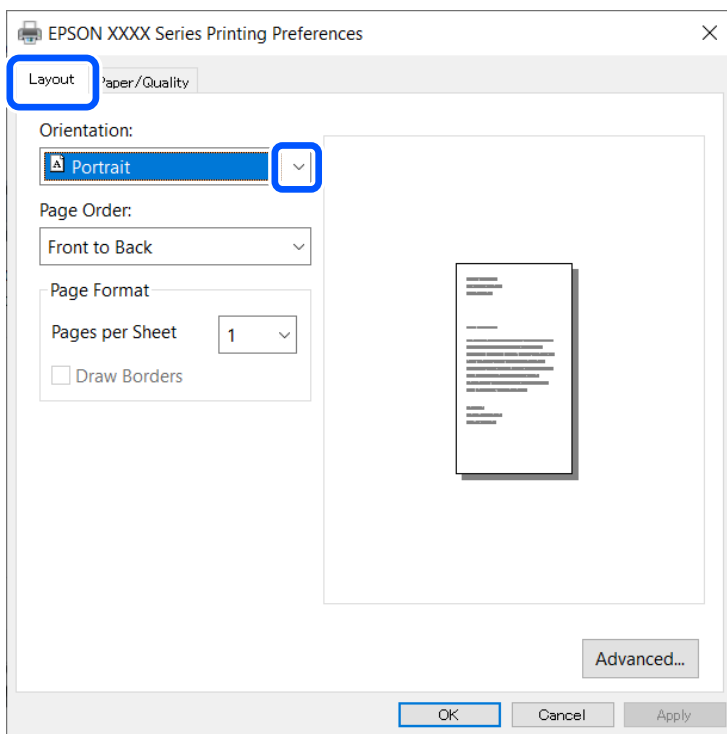 EPSON XXXX Series Printing Preferences
Layout
Paper/Quality
Orientation:
A Portrait
Page Order:
Front to Back
Page Format
Pages per Sheet 1
Draw Borders
Advanced...
OK Cancel Apply